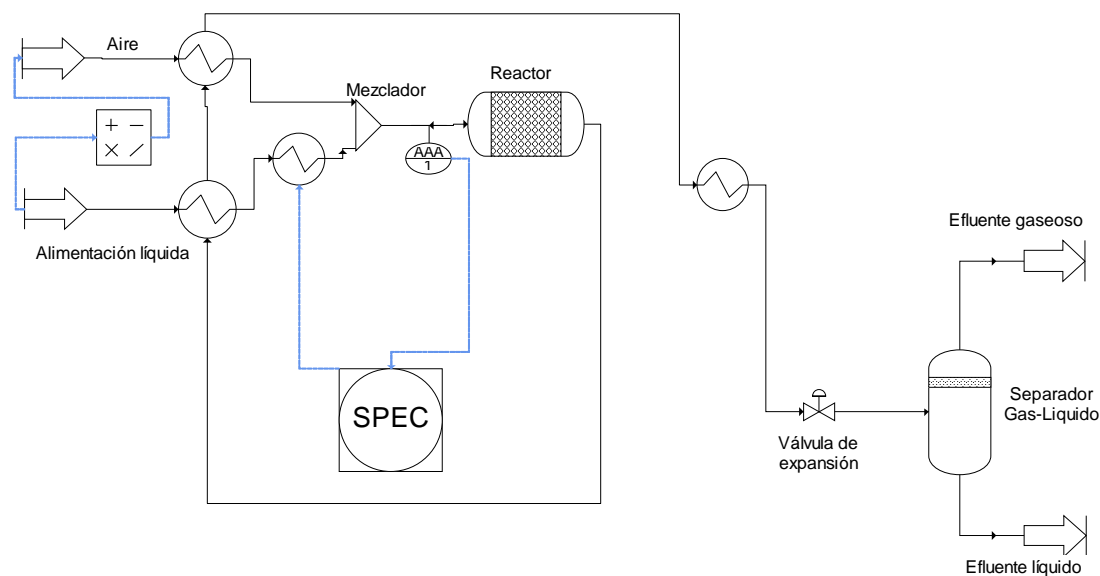 Aire
Mezclador
Reactor
+ −
× ⁄
AAA
1
Alimentación líquida
Efluente gaseoso
SPEC
Separador
Gas-Liquido
Válvula de
expansión
Efluente líquido